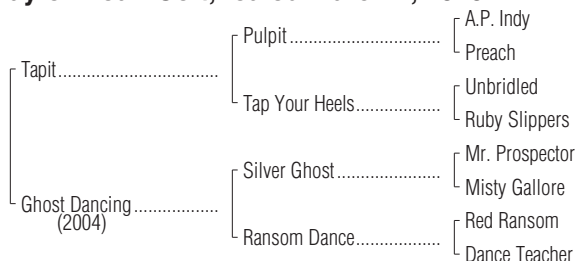 A.P. Indy
Pulpit
Preach
Tapit
Unbridled
Tap Your Heels
Ruby Slippers
Mr. Prospector
Silver Ghost
Misty Gallore
Ghost Dancing
(2004)
Red Ransom
Ransom Dance
Dance Teacher